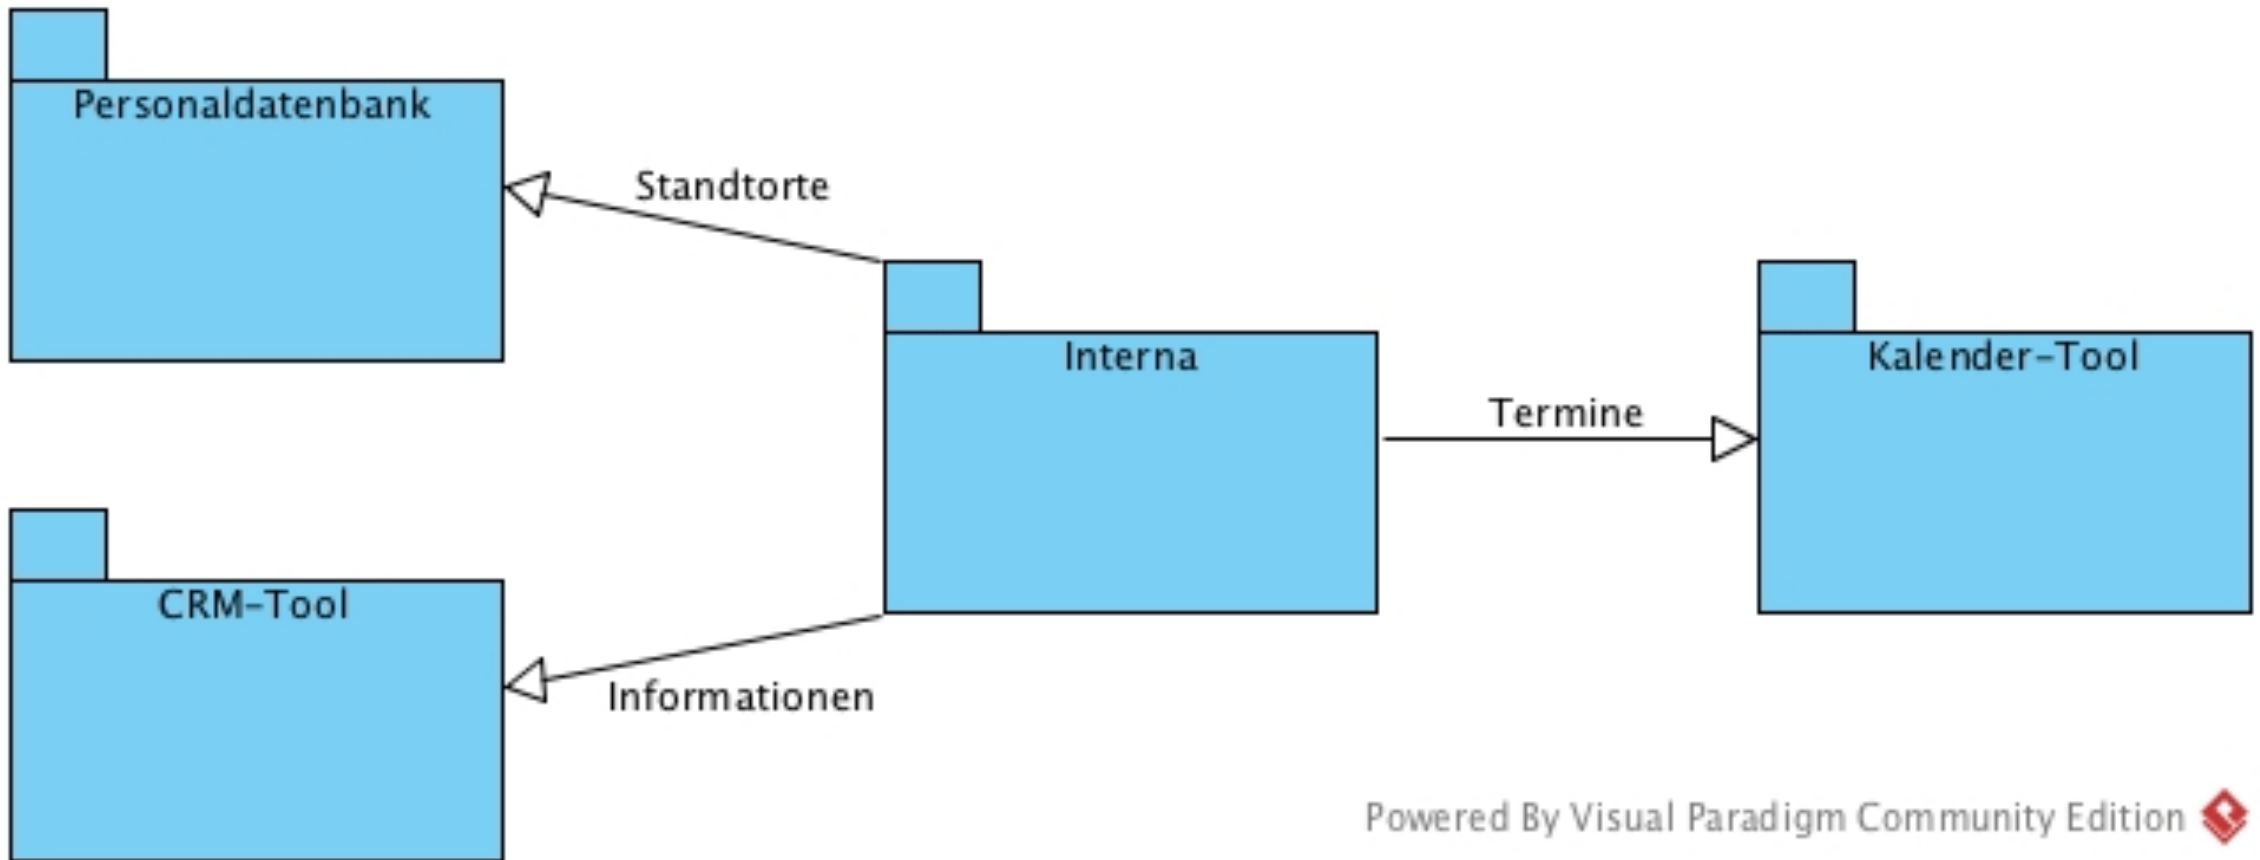 Personaldatenbank
Standtorte
Interna
Kalender-Tool
Termine
CRM-Tool
Informationen
Powered By Visual Paradigm Community Edition